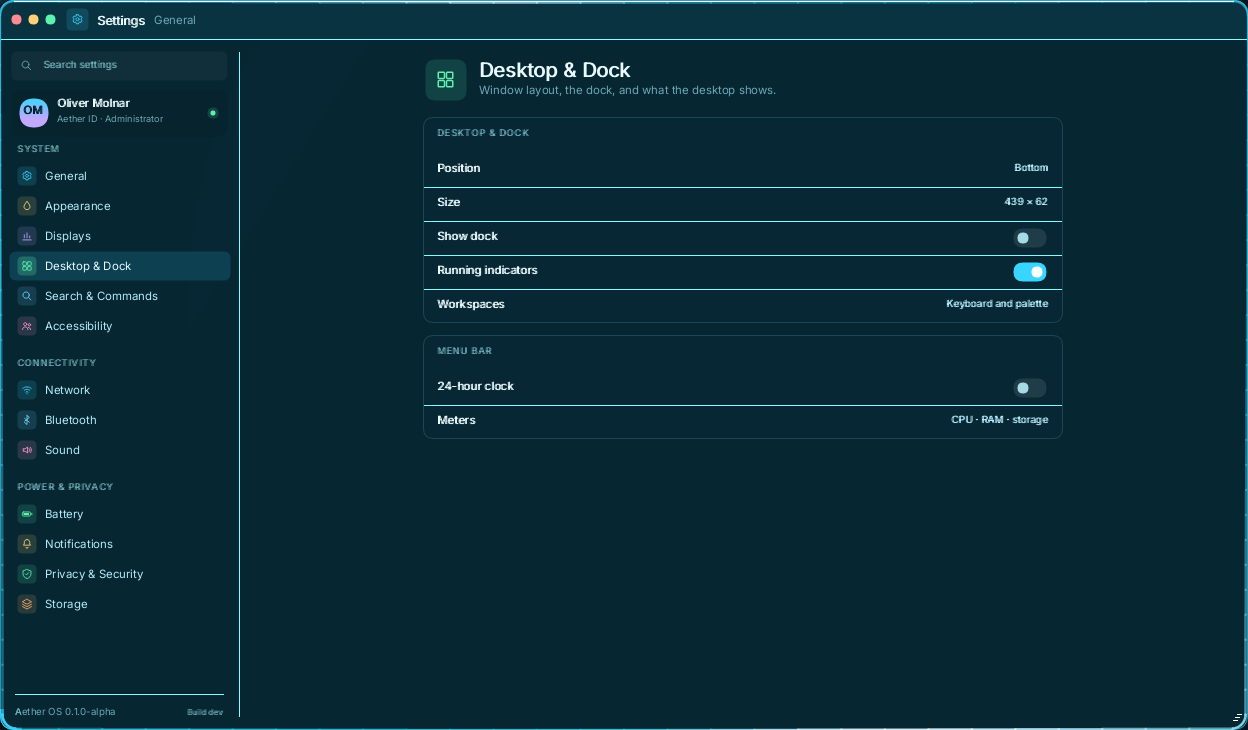 Settings General
Search settings
OM
Oliver Molnar
Aether ID · Administrator
SYSTEM
General
Appearance
Displays
Desktop & Dock
Search & Commands
Accessibility
CONNECTIVITY
Network
Bluetooth
Sound
POWER & PRIVACY
Battery
Notifications
Privacy & Security
Storage
Aether OS 0.1.0-alpha
Build dev
Desktop & Dock
Window layout, the dock, and what the desktop shows.
DESKTOP & DOCK
Position Bottom
Size 439 × 62
Show dock
Running indicators
Workspaces Keyboard and palette
MENU BAR
24-hour clock
Meters CPU · RAM · storage